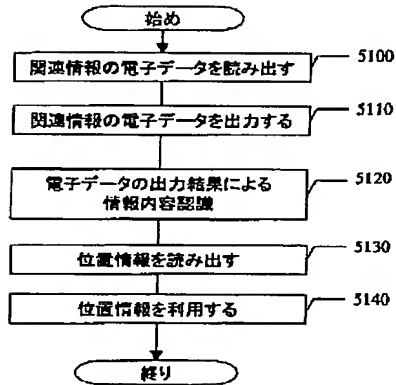 始め
関連情報の電子データを読み出す
5100
関連情報の電子データを出力する
5110
電子データの出力結果による
情報内容認識
5120
位置情報を読み出す
5130
位置情報を利用する
5140
終り